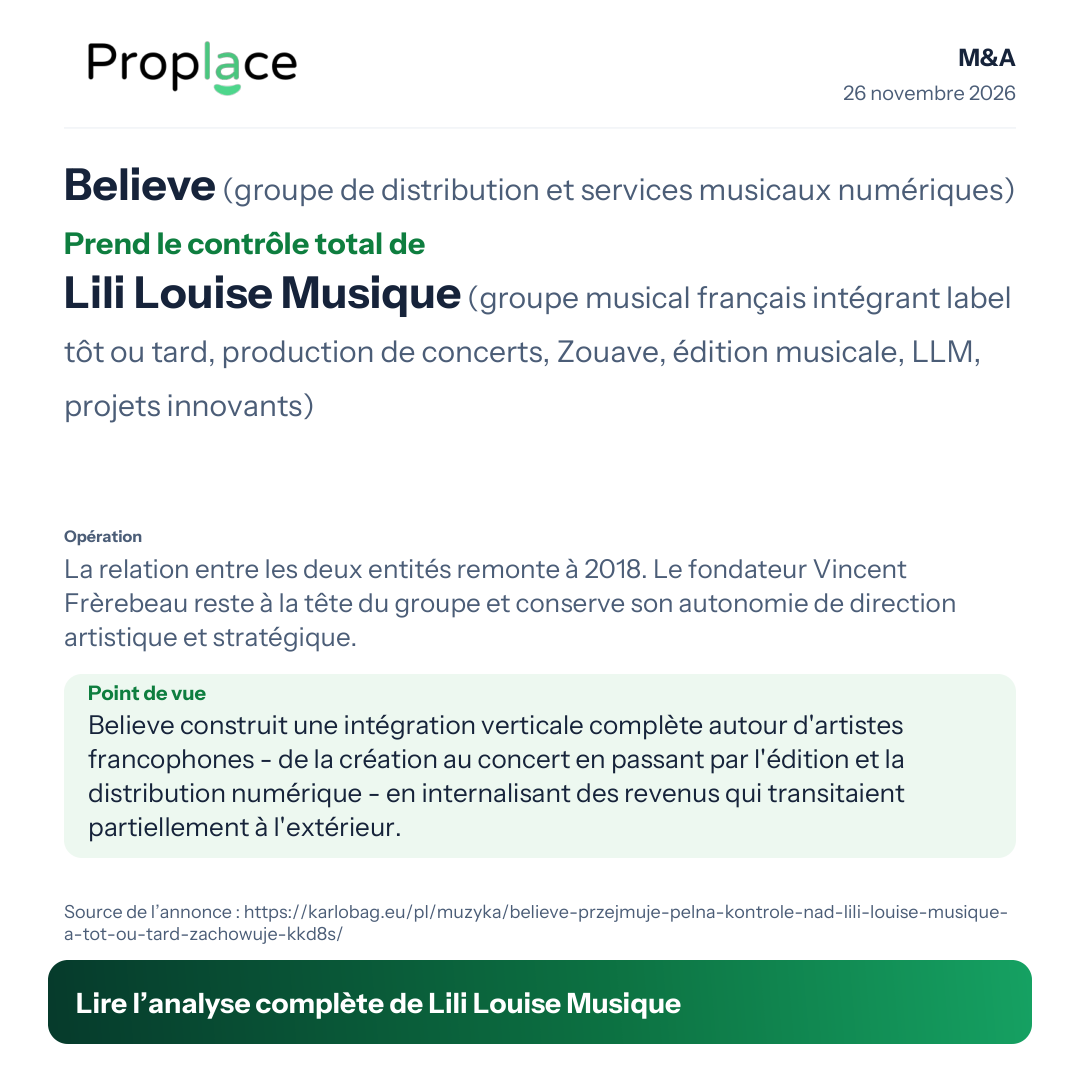 Proplace
M&A
26 novembre 2026
Believe (groupe de distribution et services musicaux numériques)
Prend le contrôle total de
Lili Louise Musique (groupe musical français intégrant label
tôt ou tard, production de concerts, Zouave, édition musicale, LLM,
projets innovants)
Opération
La relation entre les deux entités remonte à 2018. Le fondateur Vincent
Frèrebeau reste à la tête du groupe et conserve son autonomie de direction
artistique et stratégique.
Point de vue
Believe construit une intégration verticale complète autour d'artistes
francophones - de la création au concert en passant par l'édition et la
distribution numérique - en internalisant des revenus qui transitaient
partiellement à l'extérieur.
Source de l’annonce : https://karlobag.eu/pl/muzyka/believe-przejmuje-pelna-kontrole-nad-lili-louise-musique-
a-tot-ou-tard-zachowuje-kkd8s/
Lire l’analyse complète de Lili Louise Musique